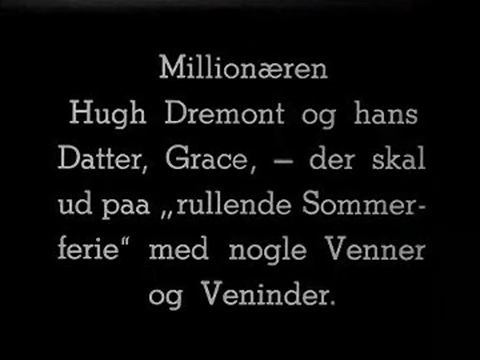 Millionæren
Hugh Dremont og hans
Datter, Grace, — der skal
ud paa „rullende Sommer-
ferie“ med nogle Venner
og Veninder.